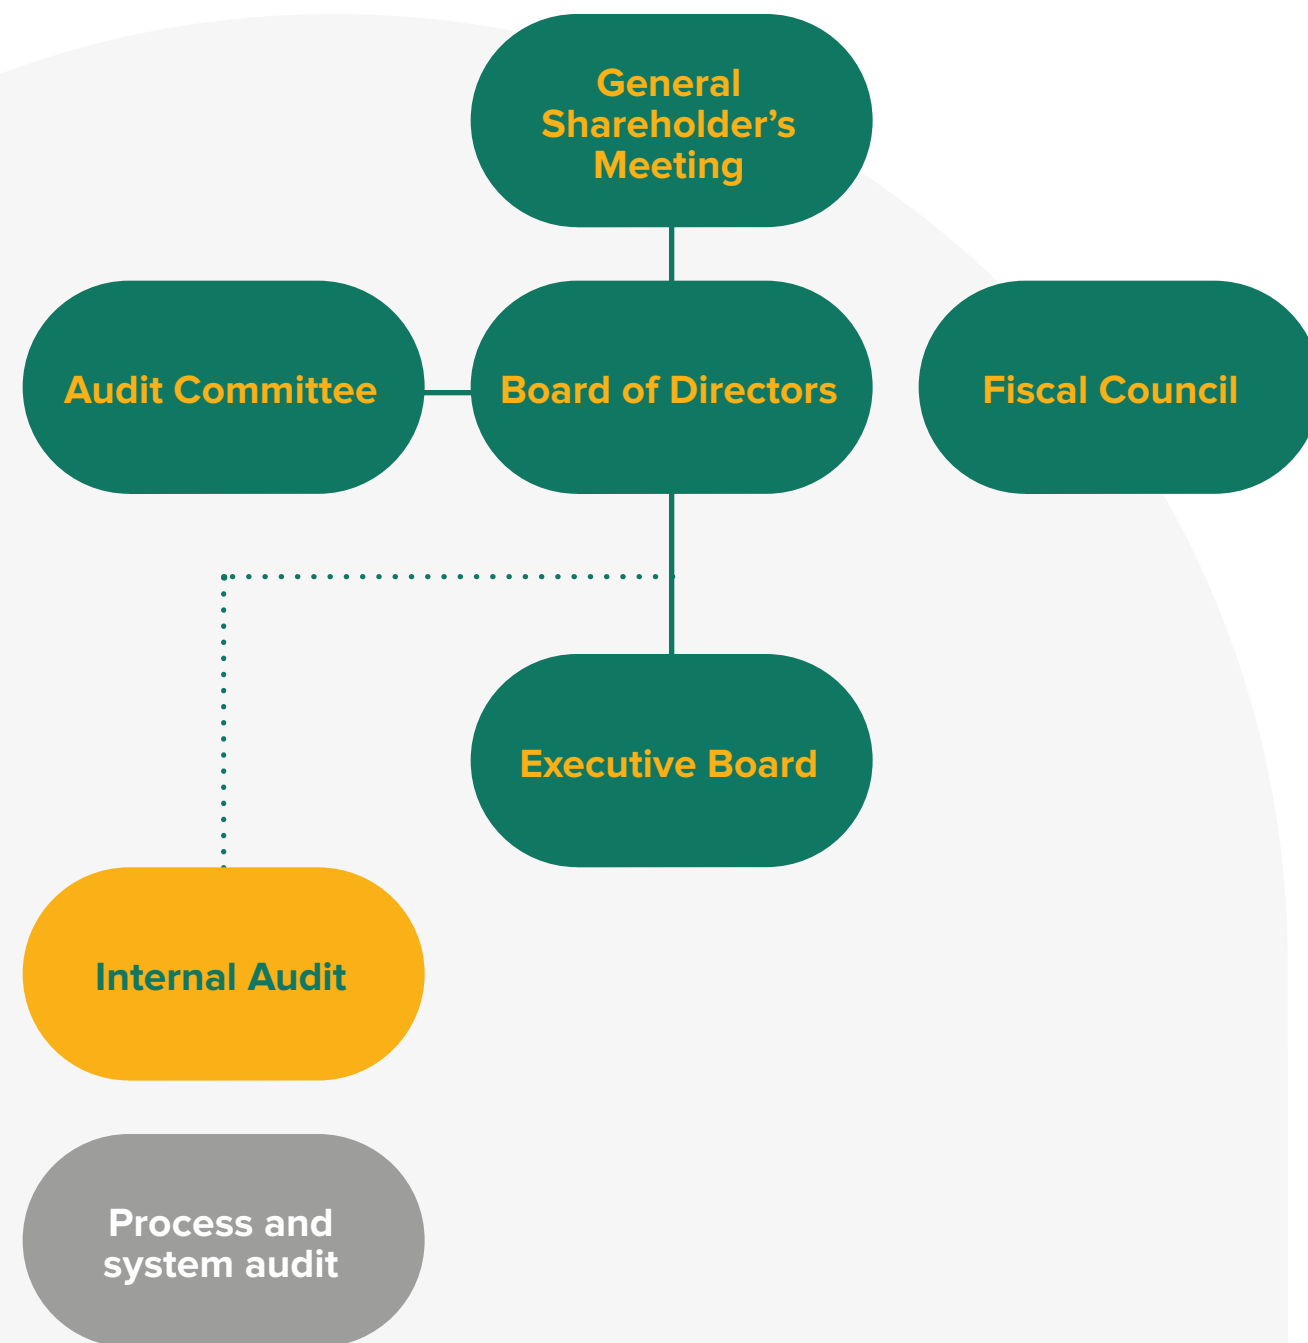 General
Shareholder’s
Meeting
Audit Committee
Board of Directors
Fiscal Council
Executive Board
Internal Audit
Process and
system audit